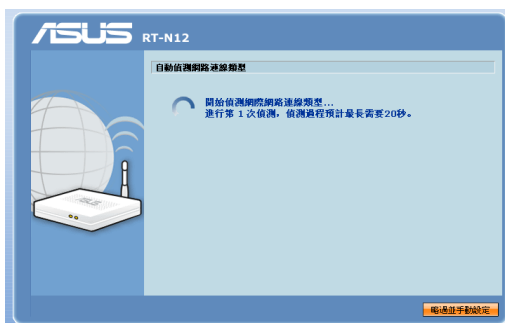 ASUS RT-N12
自動偵測網路連線類型
開始偵測網際網路連線類型...
進行第 1 次偵測，偵測過程預計最長需要20秒。
ASUS
略過並手動設定